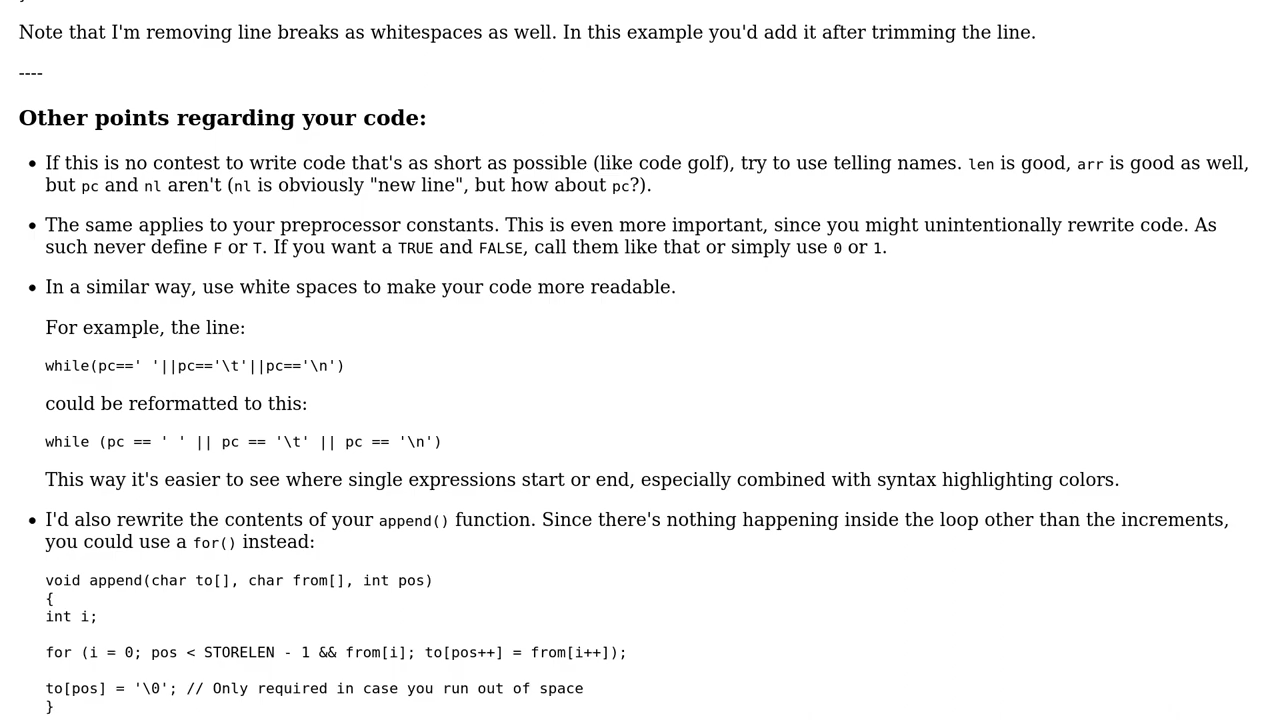 Note that I'm removing line breaks as whitespaces as well. In this example you'd add it after trimming the line.
----
Other points regarding your code:
• If this is no contest to write code that's as short as possible (like code golf), try to use telling names. len is good, arr is good as well,
but pc and nl aren't (nl is obviously "new line", but how about pc?).
• The same applies to your preprocessor constants. This is even more important, since you might unintentionally rewrite code. As
such never define F or T. If you want a TRUE and FALSE, call them like that or simply use 0 or 1.
• In a similar way, use white spaces to make your code more readable.
For example, the line:
while(pc==' '||pc=='\t'||pc=='\n')
could be reformatted to this:
while (pc == ' ' || pc == '\t' || pc == '\n')
This way it's easier to see where single expressions start or end, especially combined with syntax highlighting colors.
• I'd also rewrite the contents of your append() function. Since there's nothing happening inside the loop other than the increments,
you could use a for() instead:
void append(char to[], char from[], int pos)
{
int i;
for (i = 0; pos < STORELEN - 1 && from[i]; to[pos++] = from[i++]);
to[pos] = '\0'; // Only required in case you run out of space
}